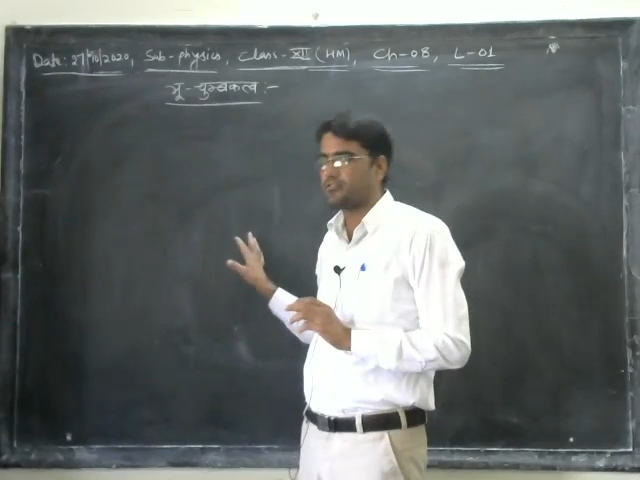 Date: 27/10/2020, Sub-physics, Class-XII (HM), Ch-08, L-01
भू-चुम्बकत्व :-